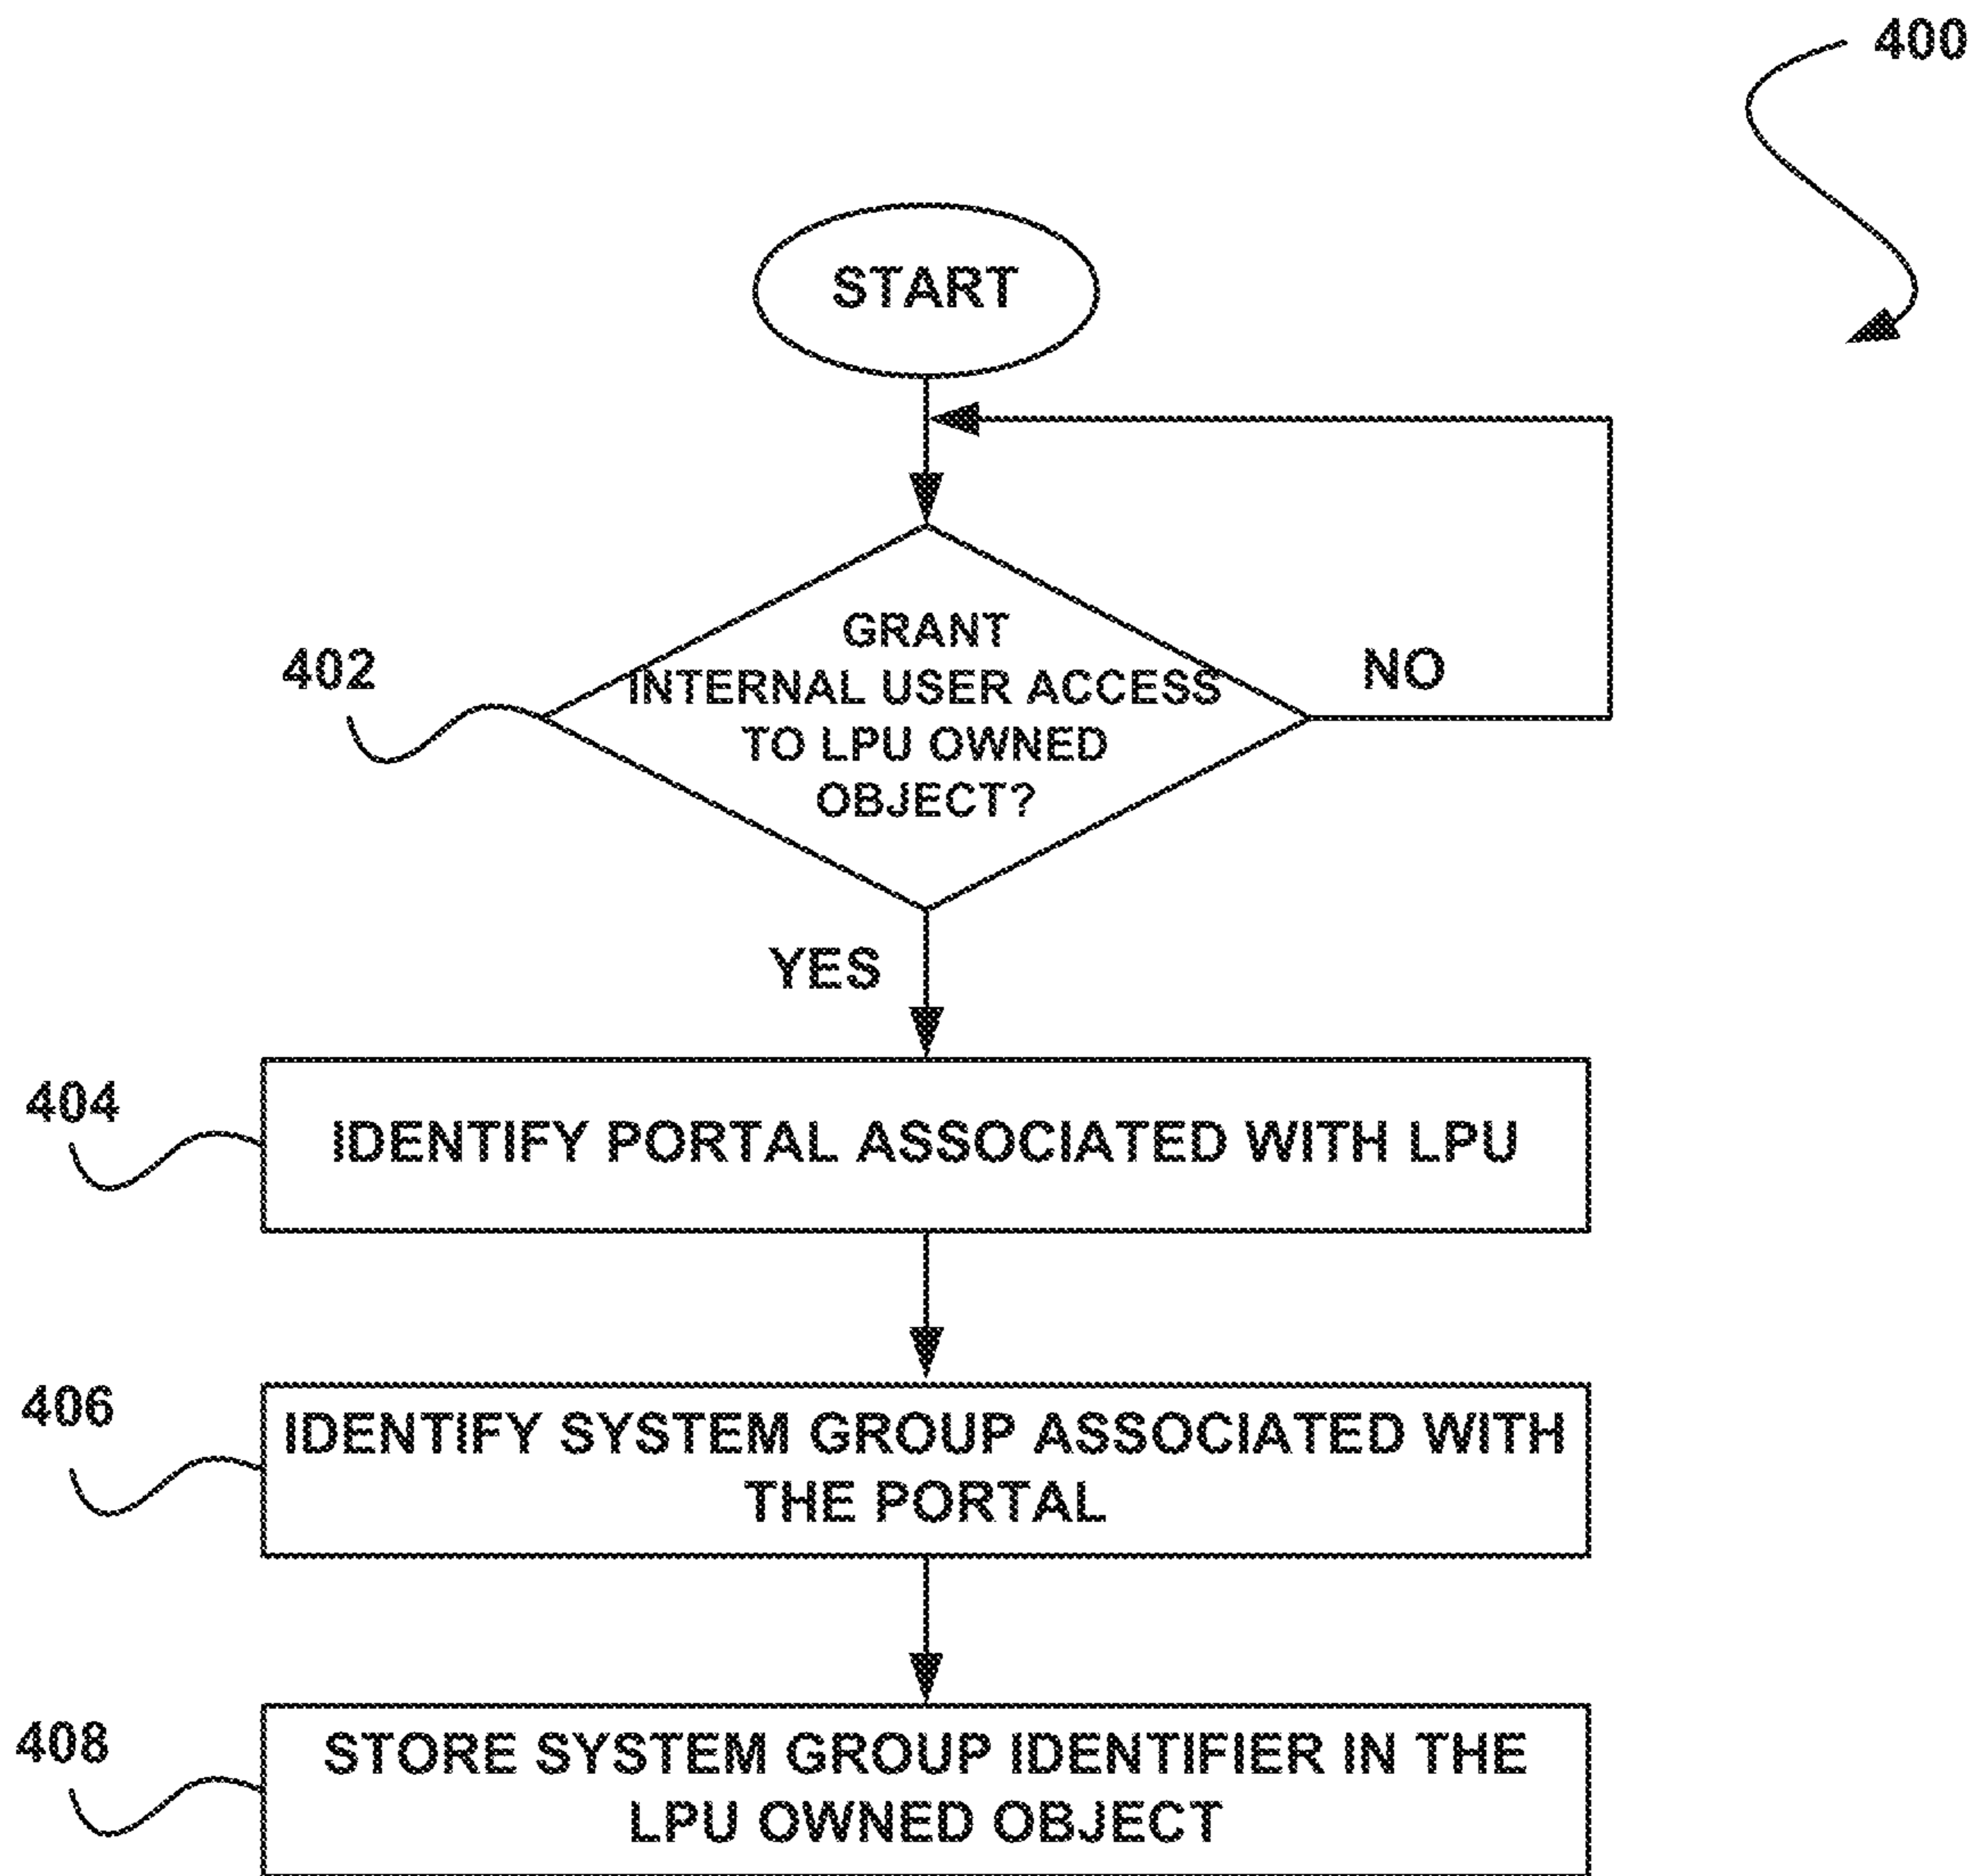 400
START
GRANT
INTERNAL USER ACCESS
TO LPU OWNED
OBJECT?
402
NO
YES
404
IDENTIFY PORTAL ASSOCIATED WITH LPU
406
IDENTIFY SYSTEM GROUP ASSOCIATED WITH
THE PORTAL
408
STORE SYSTEM GROUP IDENTIFIER IN THE
LPU OWNED OBJECT